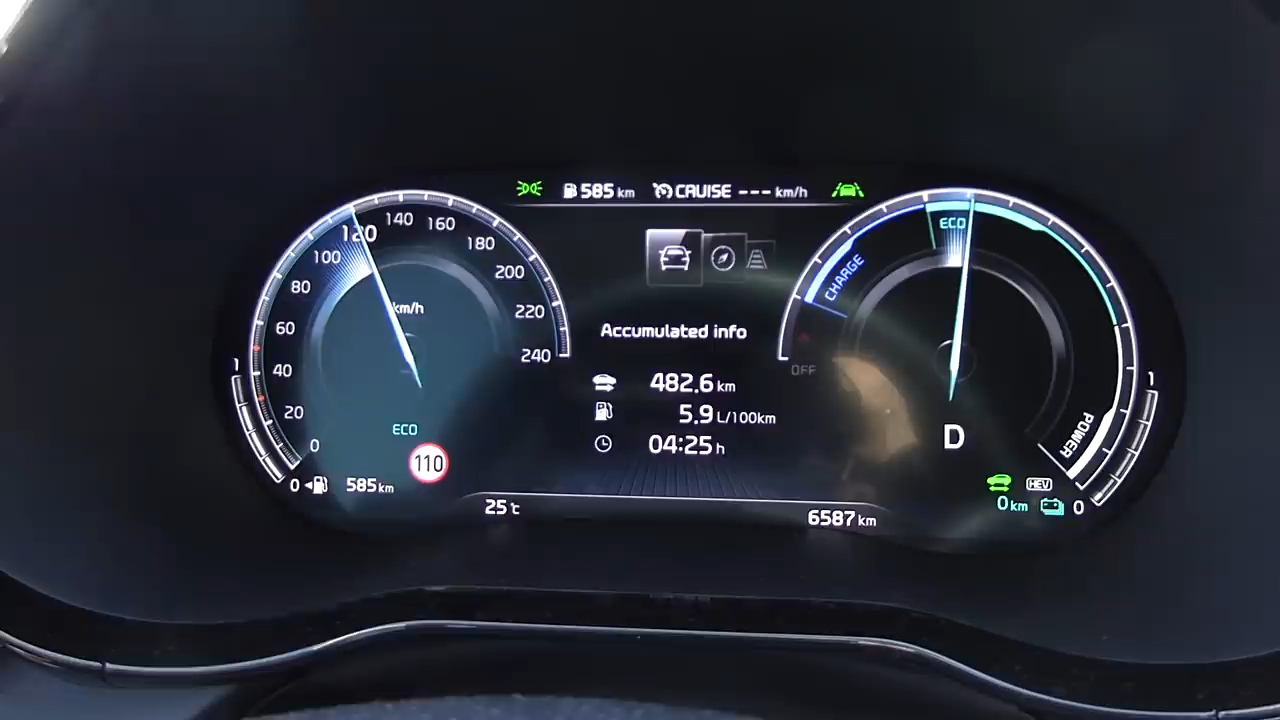 585 km CRUISE --- km/h
140
160
120
180
100
200
80
220
60
240
40
20
0
km/h
ECO
110
1
0
585 km
Accumulated info
482.6 km
5.9 L/100km
04:25 h
25 ℃
6587 km
ECO
CHARGE
OFF
POWER
D
HEV
0 km
1
0